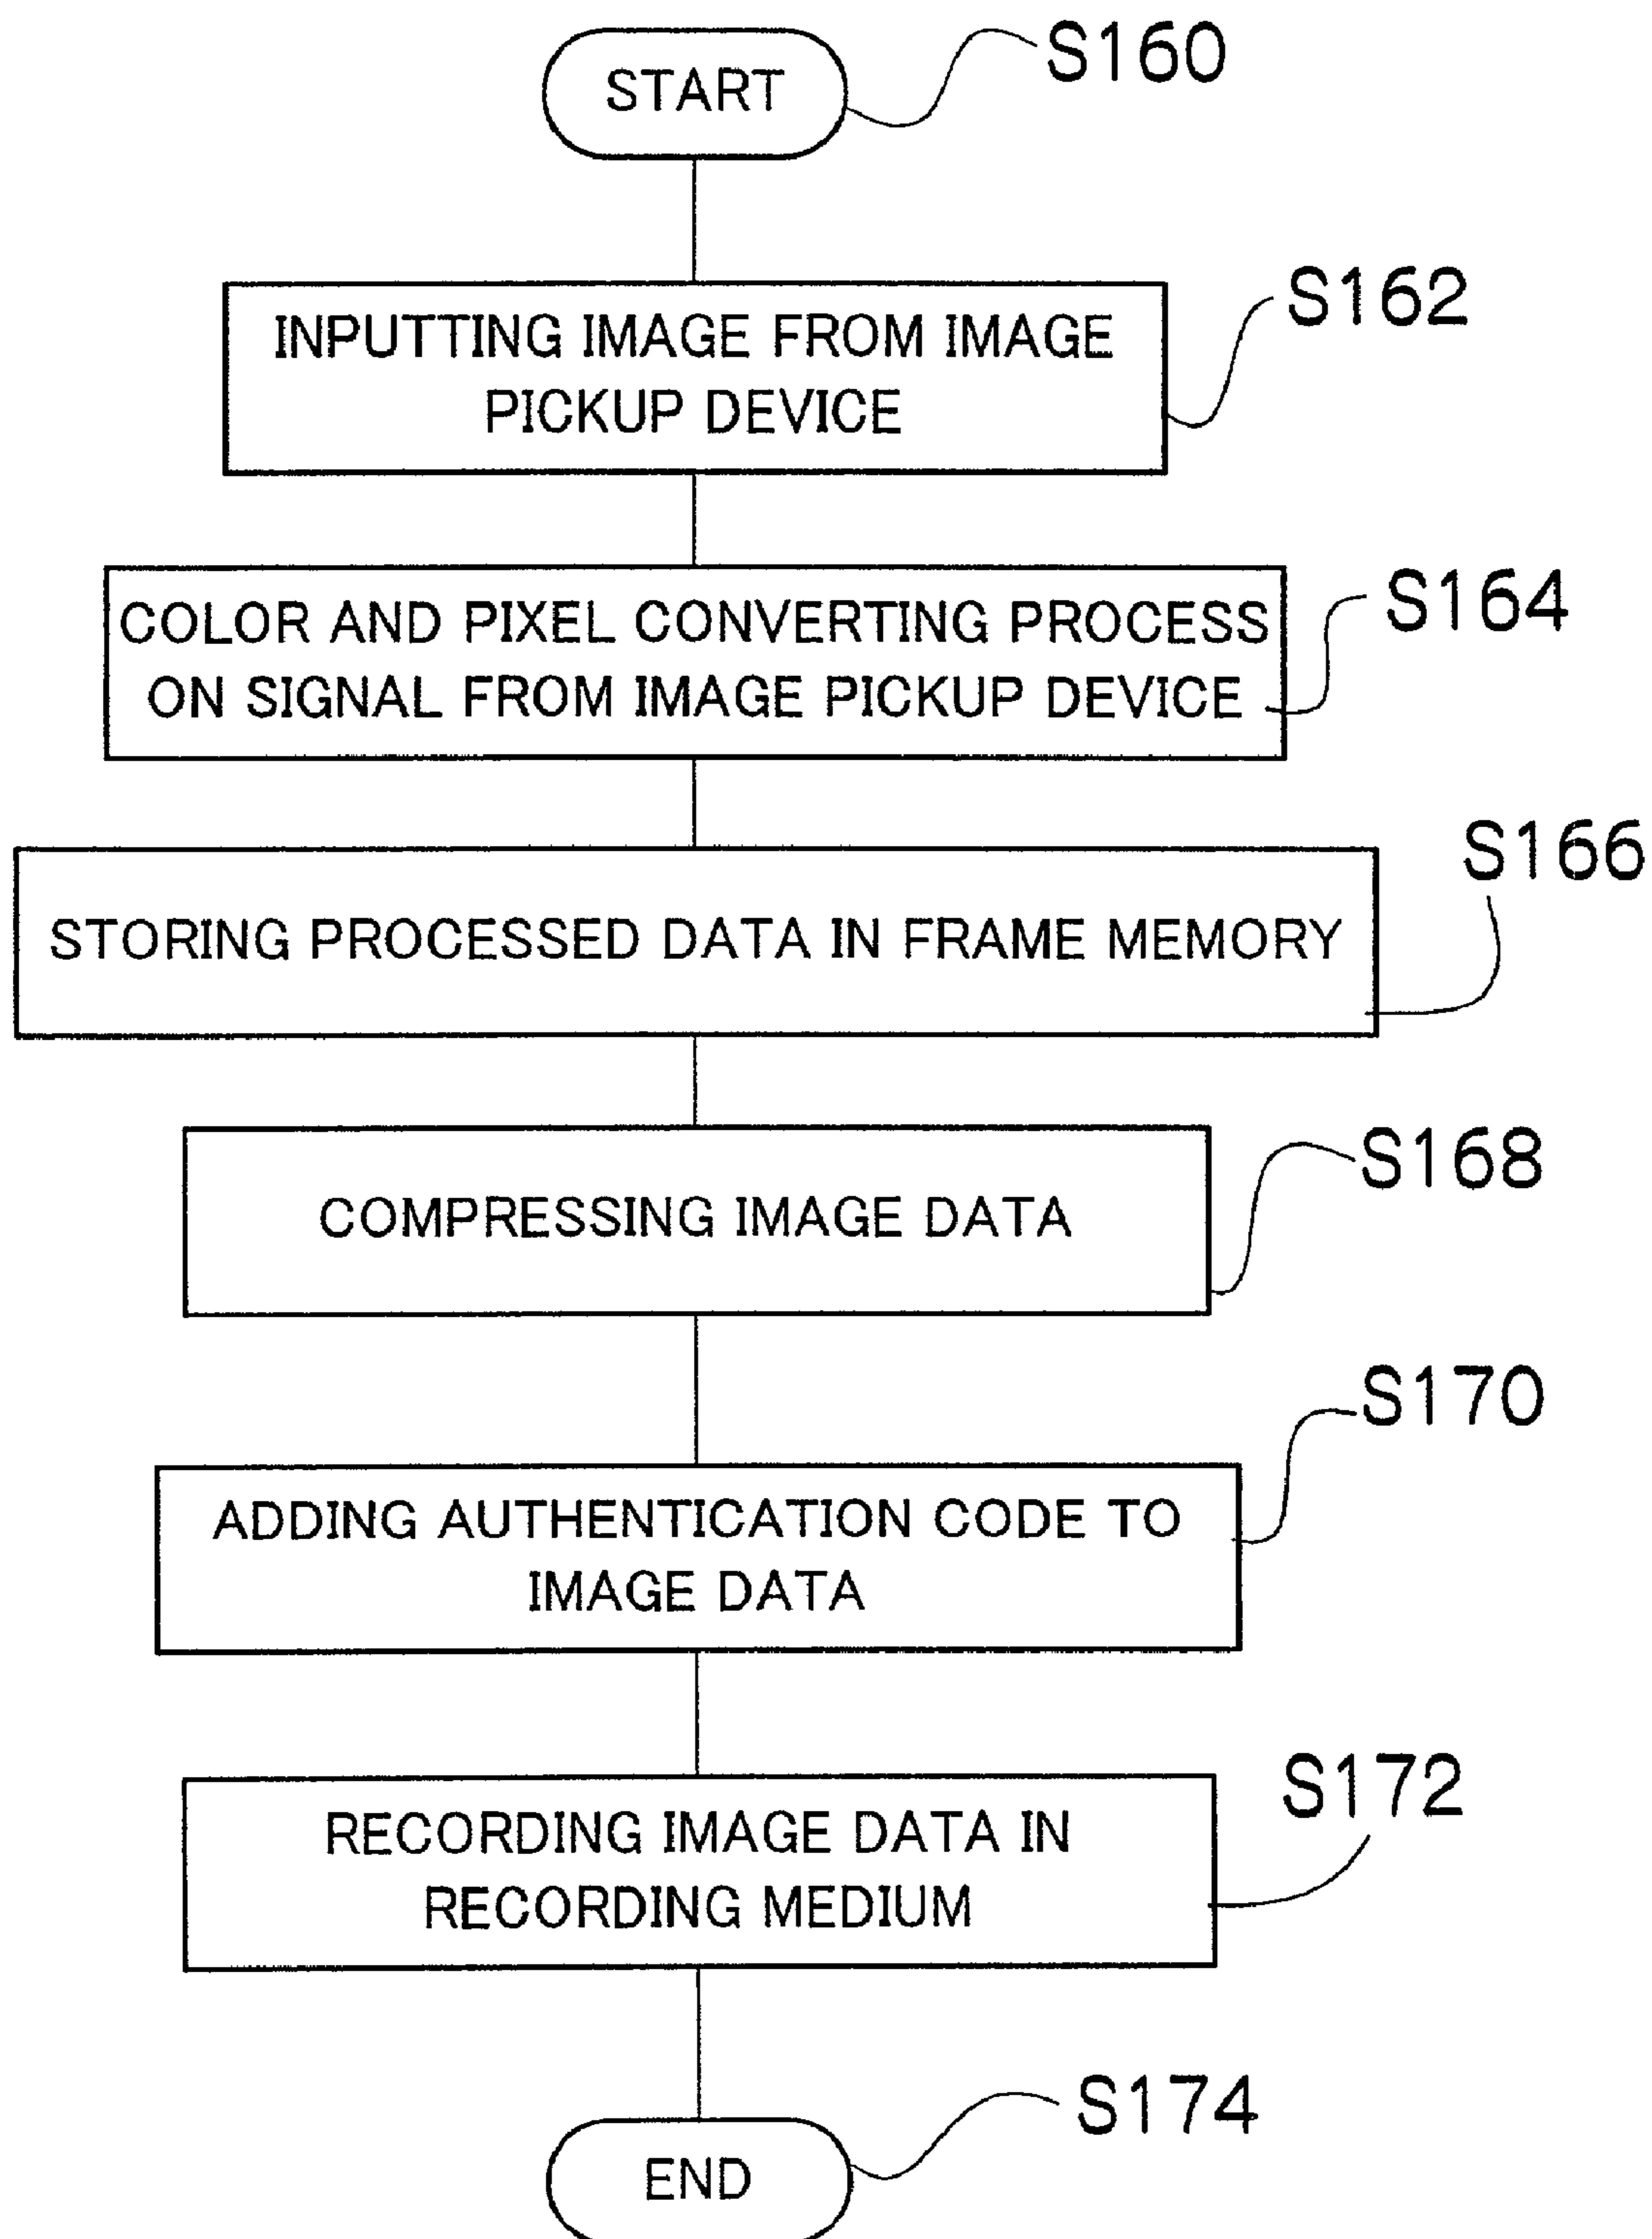 START
S160
INPUTTING IMAGE FROM IMAGE
PICKUP DEVICE
S162
COLOR AND PIXEL CONVERTING PROCESS
ON SIGNAL FROM IMAGE PICKUP DEVICE
S164
STORING PROCESSED DATA IN FRAME MEMORY
S166
COMPRESSING IMAGE DATA
S168
ADDING AUTHENTICATION CODE TO
IMAGE DATA
S170
RECORDING IMAGE DATA IN
RECORDING MEDIUM
S172
END
S174